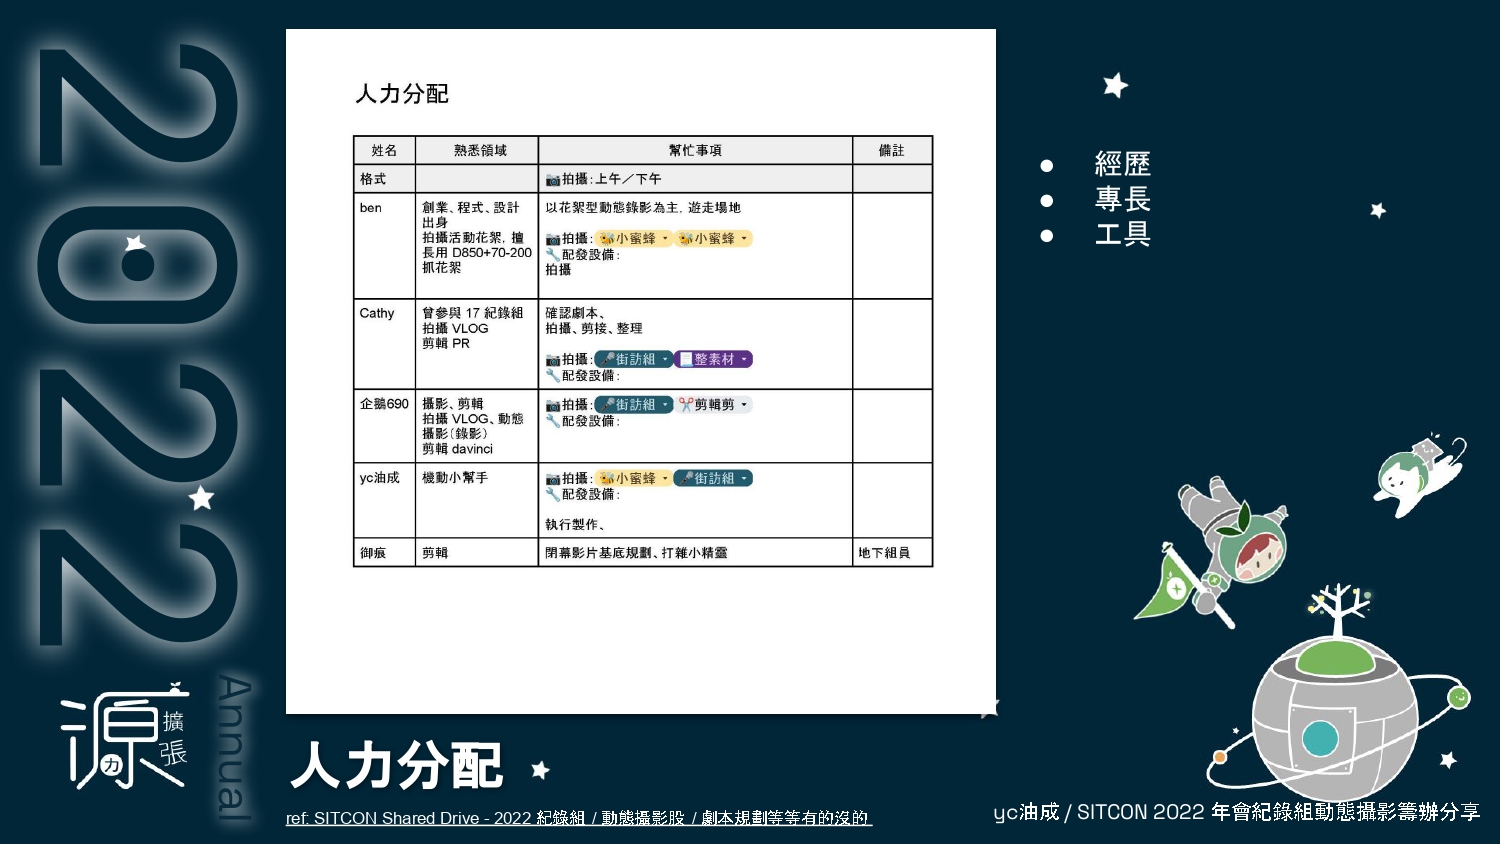 2022
Annual
源
力
擴張
人力分配
姓名 熟悉領域 幫忙事項 備註
格式 📷拍攝：上午／下午
ben
創業、程式、設計
出身
拍攝活動花絮，擅
長用 D850+70-200
抓花絮
以花絮型動態錄影為主，遊走場地
📷拍攝：🐝小蜜蜂 🐝小蜜蜂
🔧配發設備：
拍攝
Cathy
曾參與 17 紀錄組
拍攝 VLOG
剪輯 PR
確認劇本、
拍攝、剪接、整理
📷拍攝：🎤街訪組 📃整素材
🔧配發設備：
企鵝690
攝影、剪輯
拍攝 VLOG、動態
攝影（錄影）
剪輯 davinci
📷拍攝：🎤街訪組 ✂️剪輯剪
🔧配發設備：
yc油成
機動小幫手
📷拍攝：🐝小蜜蜂 🎤街訪組
🔧配發設備：
執行製作、
御痕 剪輯 閉幕影片基底規劃、打雜小精靈 地下組員
● 經歷
● 專長
● 工具
人力分配
ref: SITCON Shared Drive - 2022 紀錄組 / 動態攝影股 / 劇本規劃等等有的沒的
yc油成 / SITCON 2022 年會紀錄組動態攝影籌辦分享